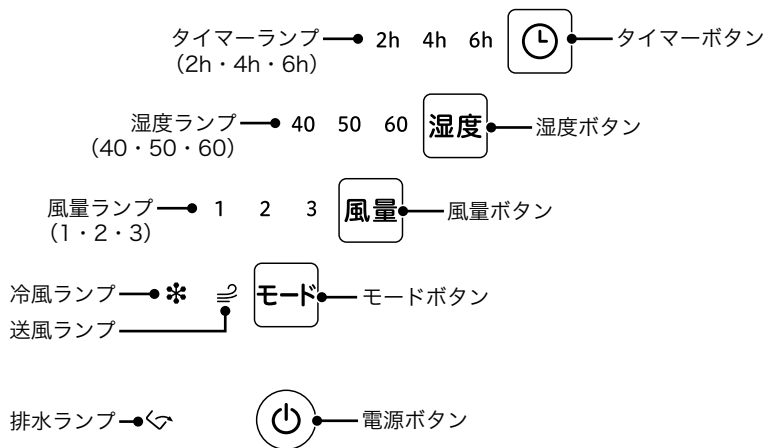 タイマーランプ 2h 4h 6h タイマーボタン
（2h・4h・6h）
湿度ランプ 40 50 60 湿度 湿度ボタン
（40・50・60）
風量ランプ 1 2 3 風量 風量ボタン
（1・2・3）
冷風ランプ モード モードボタン
送風ランプ
排水ランプ 電源ボタン